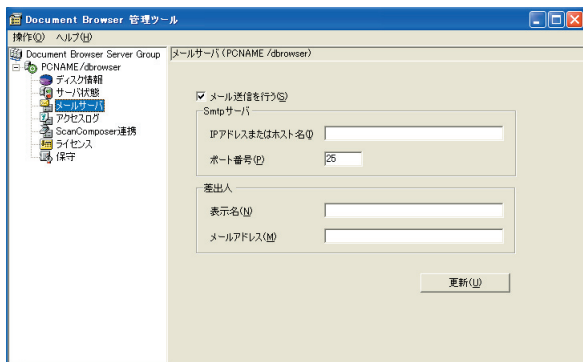 Document Browser 管理ツール
操作(O) ヘルプ(H)
Document Browser Server Group
PCNAME/dbrowser
ディスク情報
サーバ状態
メールサーバ
アクセスログ
ScanComposer連携
ライセンス
保守
メールサーバ(PCNAME/dbrowser)
メール送信を行う(S)
Smtpサーバ
IPアドレスまたはホスト名(I)
ポート番号(P) 25
差出人
表示名(N)
メールアドレス(M)
更新(U)